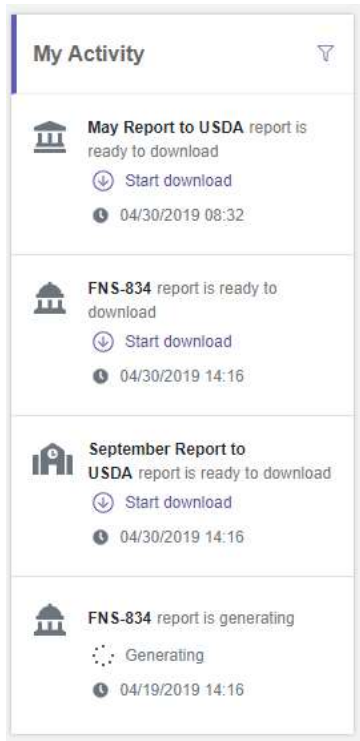 My Activity
May Report to USDA report is
ready to download
Start download
04/30/2019 08:32
FNS-834 report is ready to
download
Start download
04/30/2019 14:16
September Report to
USDA report is ready to download
Start download
04/30/2019 14:16
FNS-834 report is generating
Generating
04/19/2019 14:16